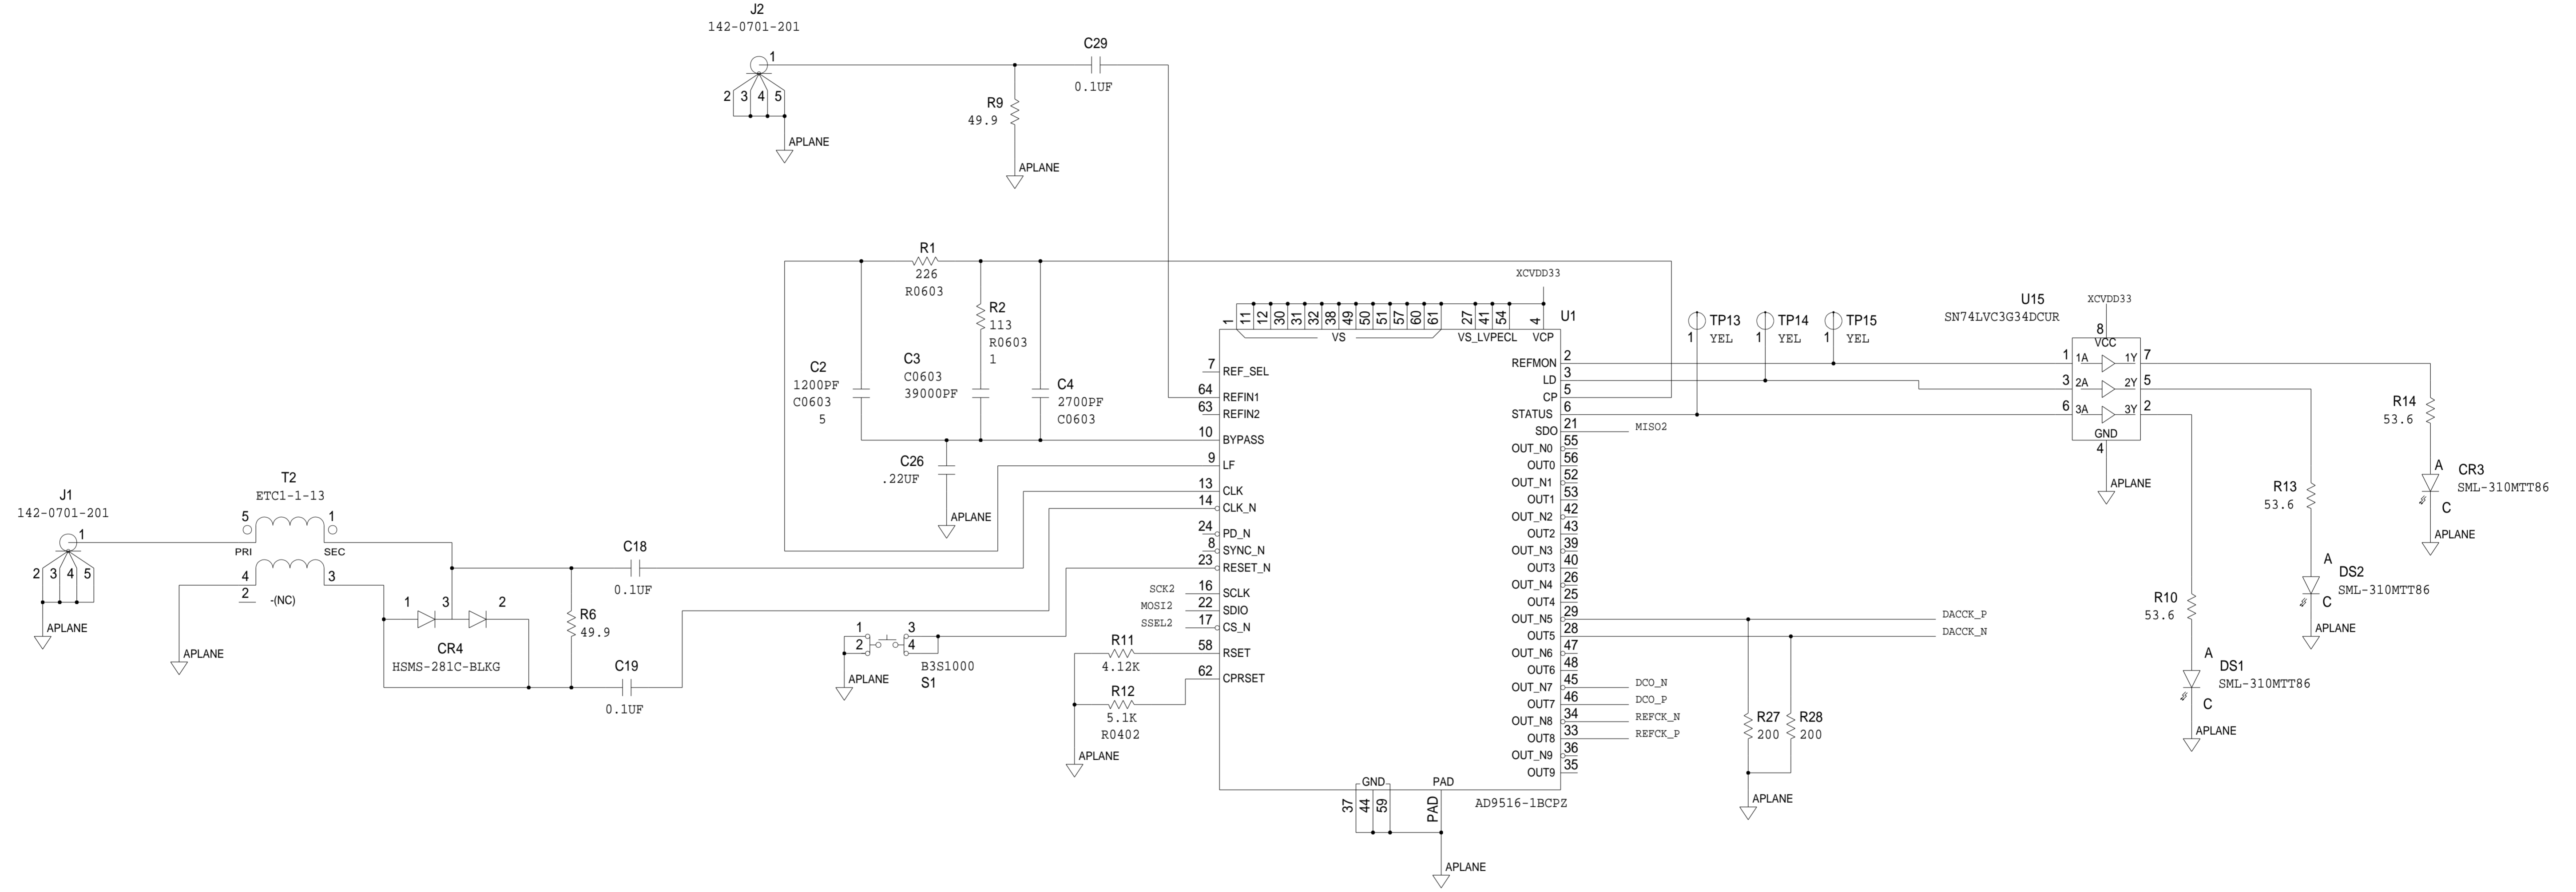 J2
142-0701-201
1
2 3 4 5
APLANE
C29
0.1UF
R9
49.9
APLANE
R1
226
R0603
R2
113
R0603
1
C3
C0603
39000PF
C2
1200PF
C0603
5
C4
2700PF
C0603
C26
.22UF
APLANE
J1
142-0701-201
1
2 3 4 5
APLANE
T2
ETC1-1-13
5 1
PRI SEC
4 3
2 -(NC)
APLANE
1 3 2
CR4
HSMS-281C-BLKG
R6
49.9
C18
0.1UF
C19
0.1UF
1 3
2 4
B3S1000
S1
APLANE
R11
4.12K
R12
5.1K
R0402
APLANE
SCK2
MOSI2
SSEL2
XCVDD33
U1
1 11 12 30 31 32 38 49 50 51 57 60 61 27 41 54 4
VS VS_LVPECL VCP
7 REF_SEL
64 REFIN1
63 REFIN2
10 BYPASS
9 LF
13 CLK
14 CLK_N
24 PD_N
8 SYNC_N
23 RESET_N
16 SCLK
22 SDIO
17 CS_N
58 RSET
62 CPRSET
REFMON 2
LD 3
CP 5
STATUS 6
SDO 21 MISO2
OUT_N0 55
OUT0 56
OUT_N1 52
OUT1 53
OUT_N2 42
OUT2 43
OUT_N3 39
OUT3 40
OUT_N4 26
OUT4 25
OUT_N5 29 DACCK_P
OUT5 28 DACCK_N
OUT_N6 47
OUT6 48
OUT_N7 45 DCO_N
OUT7 46 DCO_P
OUT_N8 34 REFCK_N
OUT8 33 REFCK_P
OUT_N9 36
OUT9 35
GND PAD
37 44 59 PAD
AD9516-1BCPZ
APLANE
TP13
1 YEL
TP14
1 YEL
TP15
1 YEL
R27
200
R28
200
APLANE
U15
SN74LVC3G34DCUR
XCVDD33
8
VCC
1 1A 1Y 7
3 2A 2Y 5
6 3A 3Y 2
GND
4
APLANE
R14
53.6
A
CR3
SML-310MTT86
C
APLANE
R13
53.6
A
DS2
SML-310MTT86
C
APLANE
R10
53.6
A
DS1
SML-310MTT86
C
APLANE